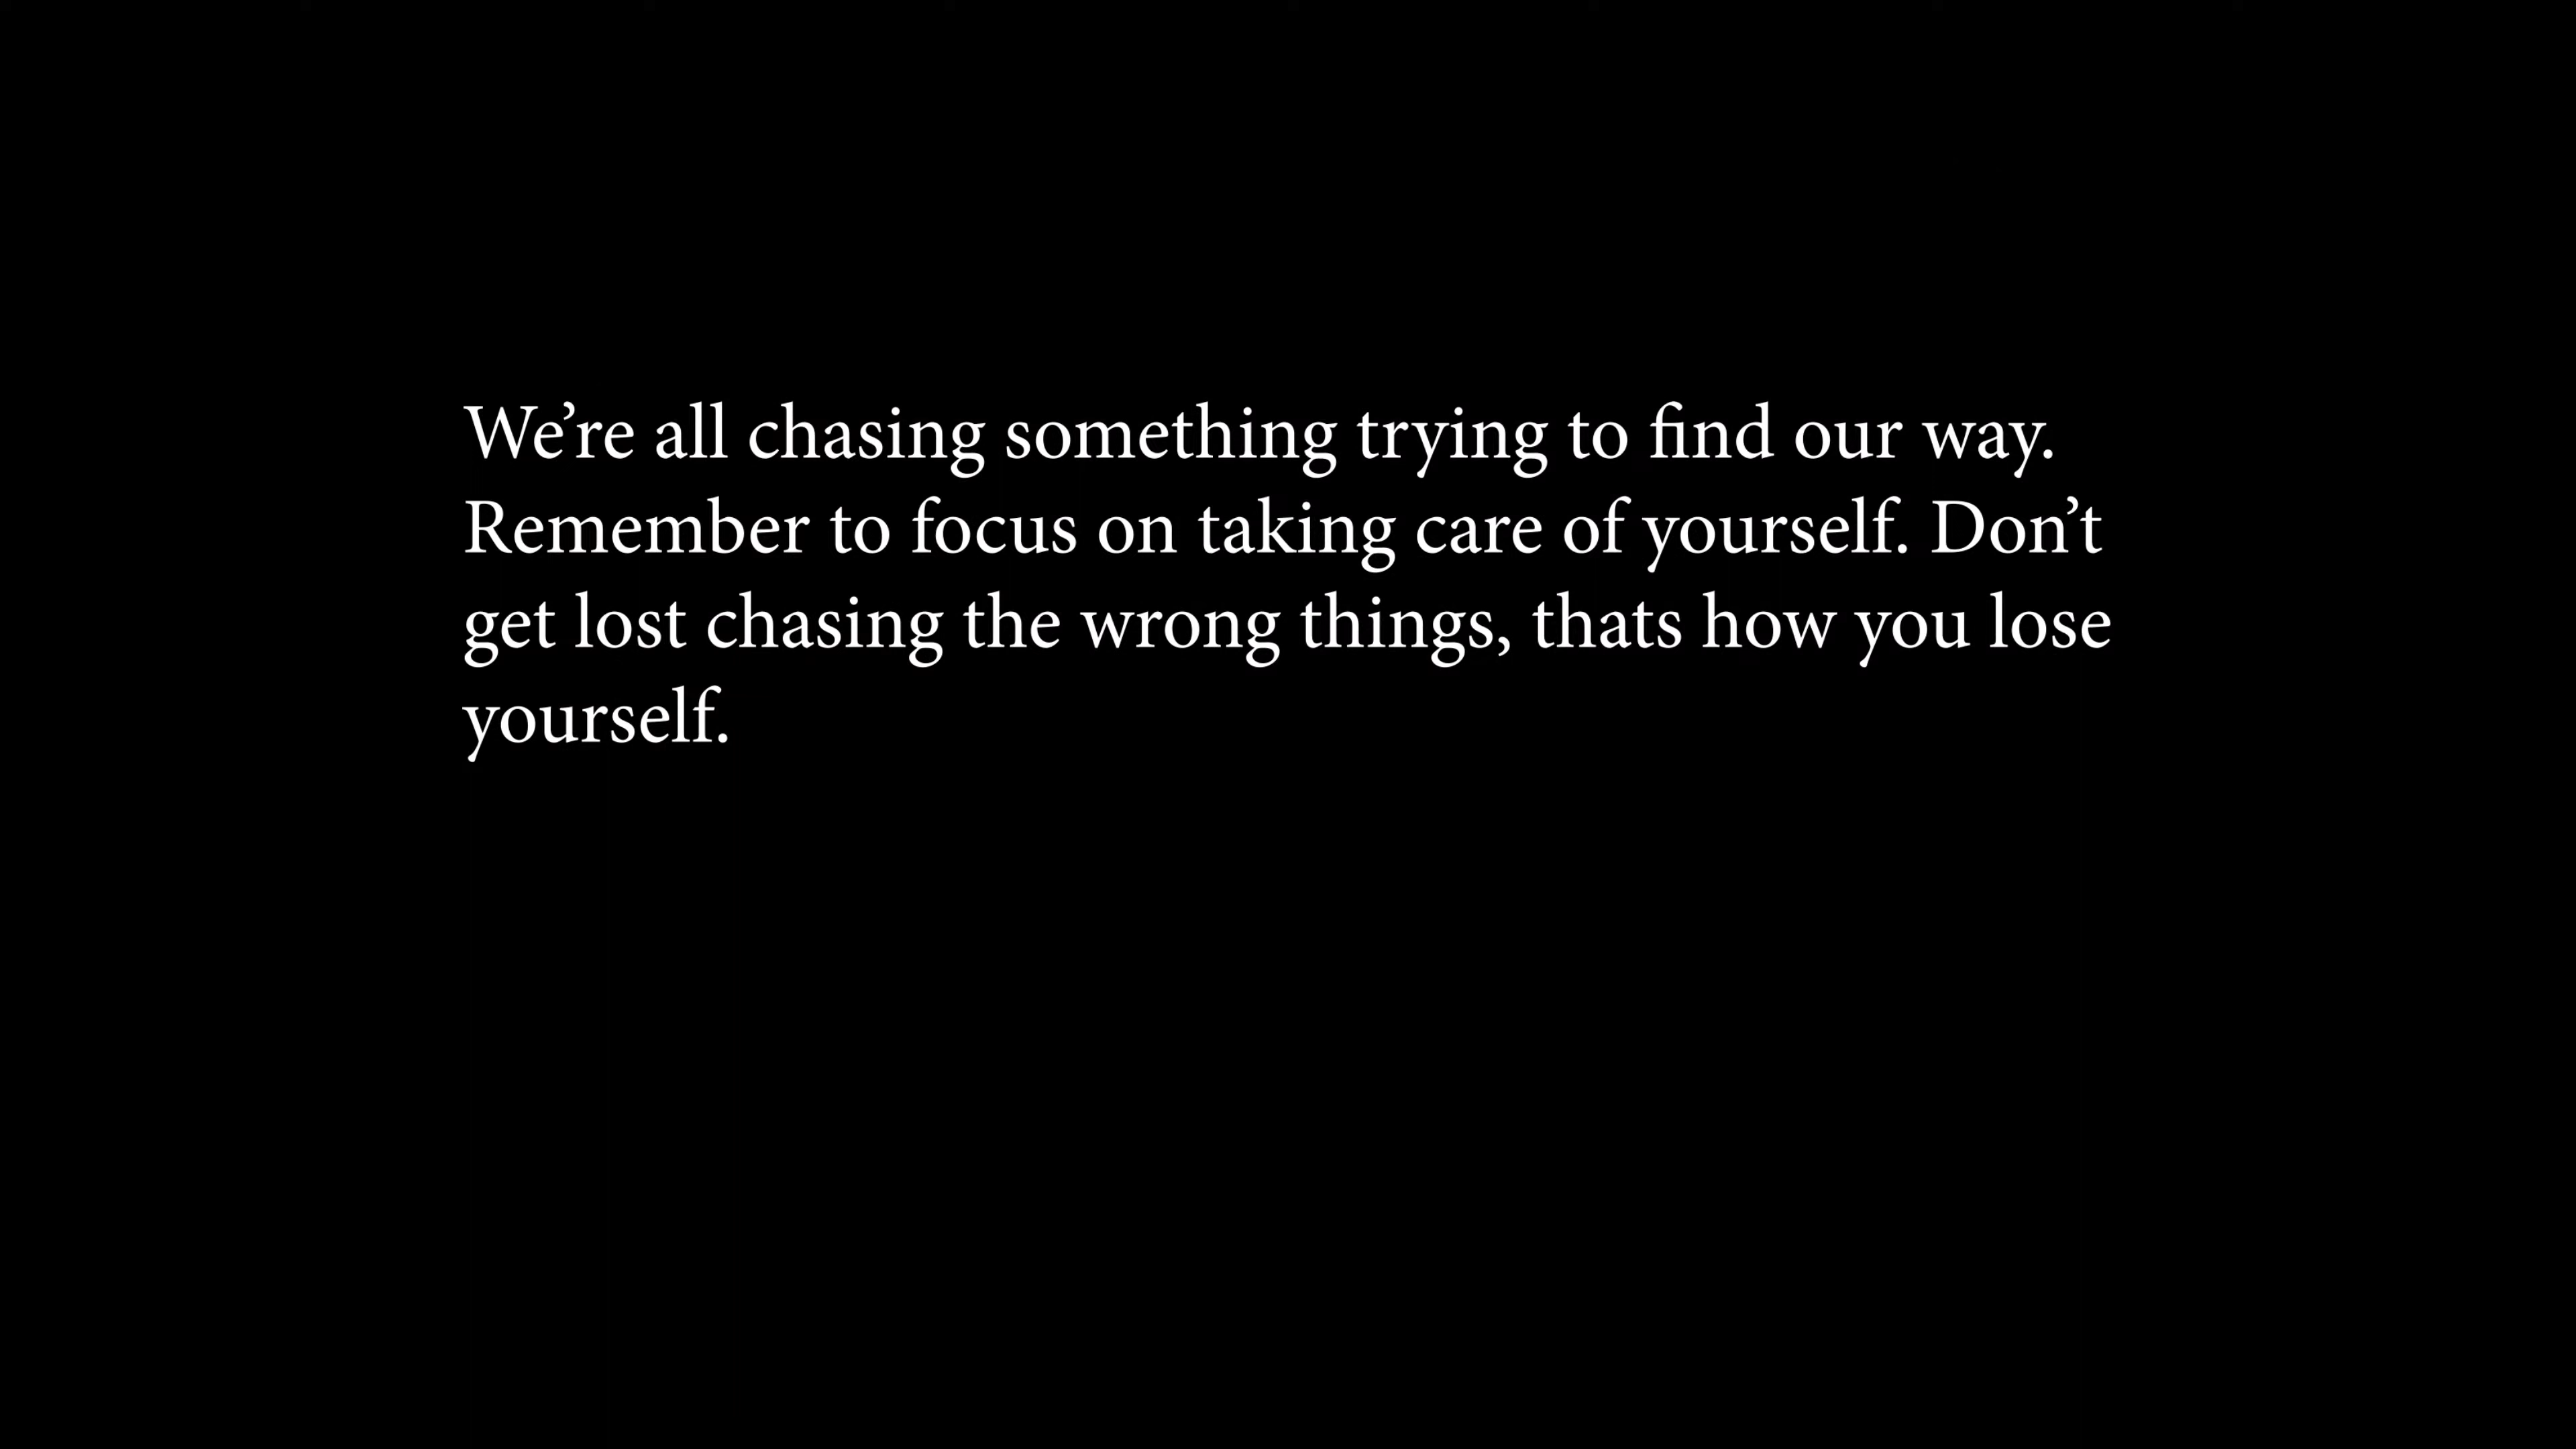 We’re all chasing something trying to find our way.
Remember to focus on taking care of yourself. Don’t
get lost chasing the wrong things, thats how you lose
yourself.